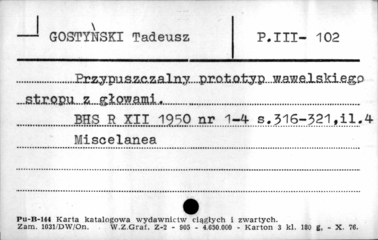 GOSTYŃSKI Tadeusz P.III- 102
Przypuszczalny prototyp wawelskiego
stropu z głowami.
BHS R XII 1950 nr 1-4 s.316-321,il.4
Miscelanea
Pu-B-144 Karta katalogowa wydawnictw ciągłych i zwartych.
Zam. 1031/DW/On. W.Z.Graf. Z-2 - 805 - 4.650.000 - Karton 3 kl. 180 g, - X. 76.